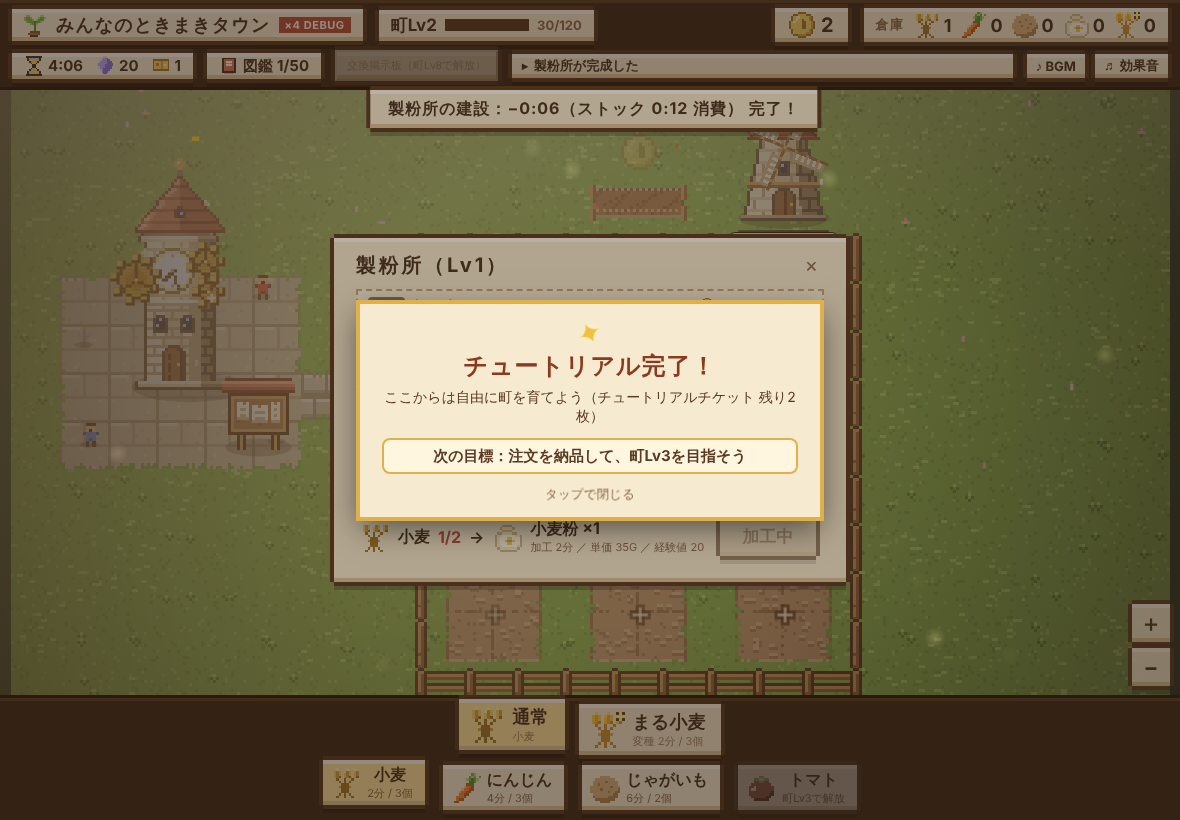 みんなのときまきタウン ×4 DEBUG
町Lv2 30/120
2
倉庫 1 0 0 0 0
4:06 20 1
図鑑 1/50
交換掲示板（町Lv8で解放）
▸ 製粉所が完成した
♪ BGM
♬ 効果音
製粉所の建設：−0:06（ストック 0:12 消費） 完了！
製粉所（Lv1）
×
チュートリアル完了！
ここからは自由に町を育てよう（チュートリアルチケット 残り2
枚）
次の目標：注文を納品して、町Lv3を目指そう
タップで閉じる
小麦 1/2 → 小麦粉 ×1
加工 2分 ／ 単価 35G ／ 経験値 20
加工中
+
−
通常
小麦
まる小麦
変種 2分 / 3個
小麦
2分 / 3個
にんじん
4分 / 3個
じゃがいも
6分 / 2個
トマト
町Lv3で解放